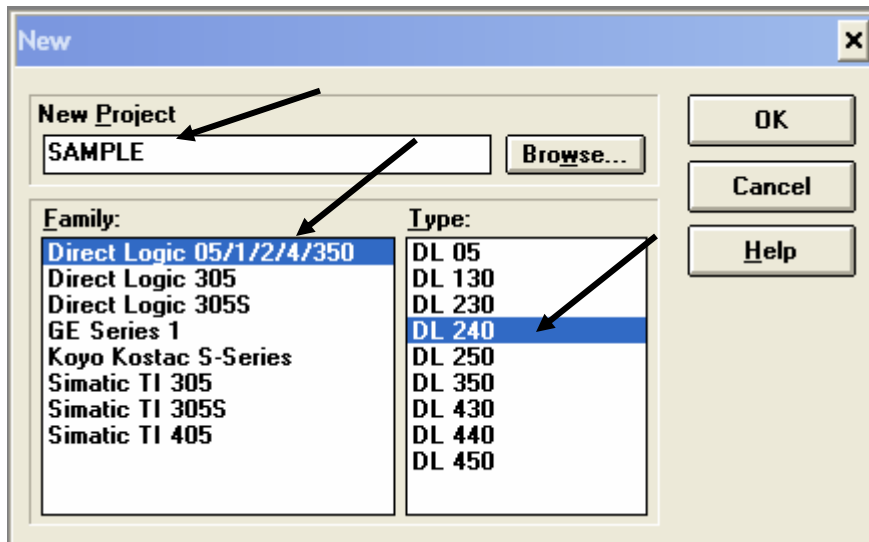 New
New Project
SAMPLE
Browse...
OK
Cancel
Help
Family:
Direct Logic 05/1/2/4/350
Direct Logic 305
Direct Logic 305S
GE Series 1
Koyo Kostac S-Series
Simatic TI 305
Simatic TI 305S
Simatic TI 405
Type:
DL 05
DL 130
DL 230
DL 240
DL 250
DL 350
DL 430
DL 440
DL 450